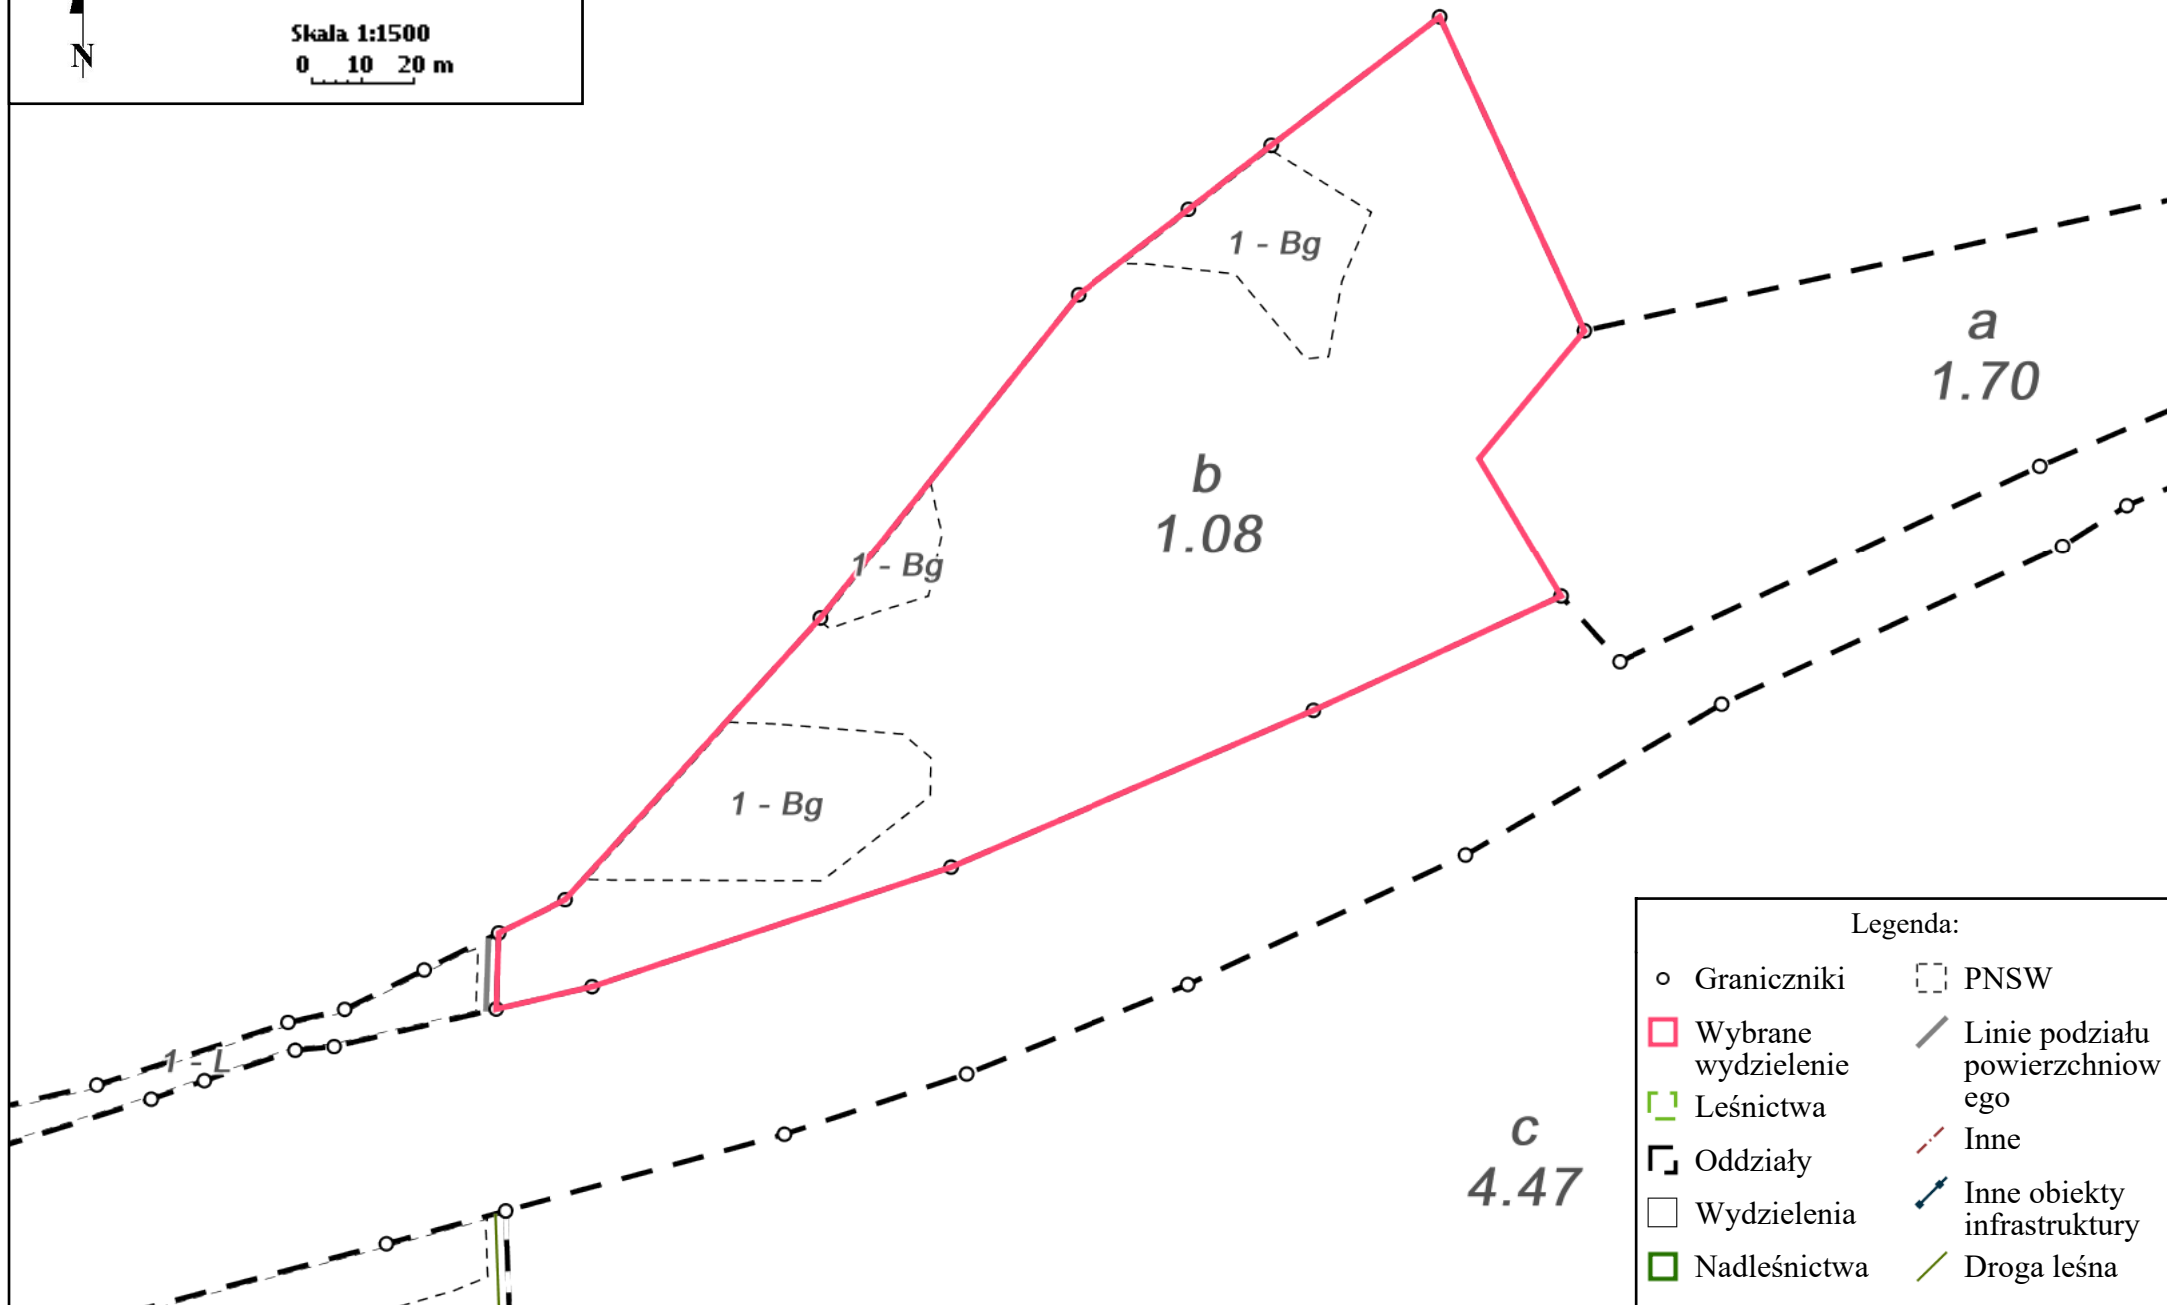 N
Skala 1:1500
0 10 20 m
1 - Bg
a
1.70
b
1.08
1 - Bg
1 - Bg
1 - L
c
4.47
Legenda:
Graniczniki
Wybrane
wydzielenie
Leśnictwa
Oddziały
Wydzielenia
Nadleśnictwa
PNSW
Linie podziału
powierzchniow
ego
Inne
Inne obiekty
infrastruktury
Droga leśna